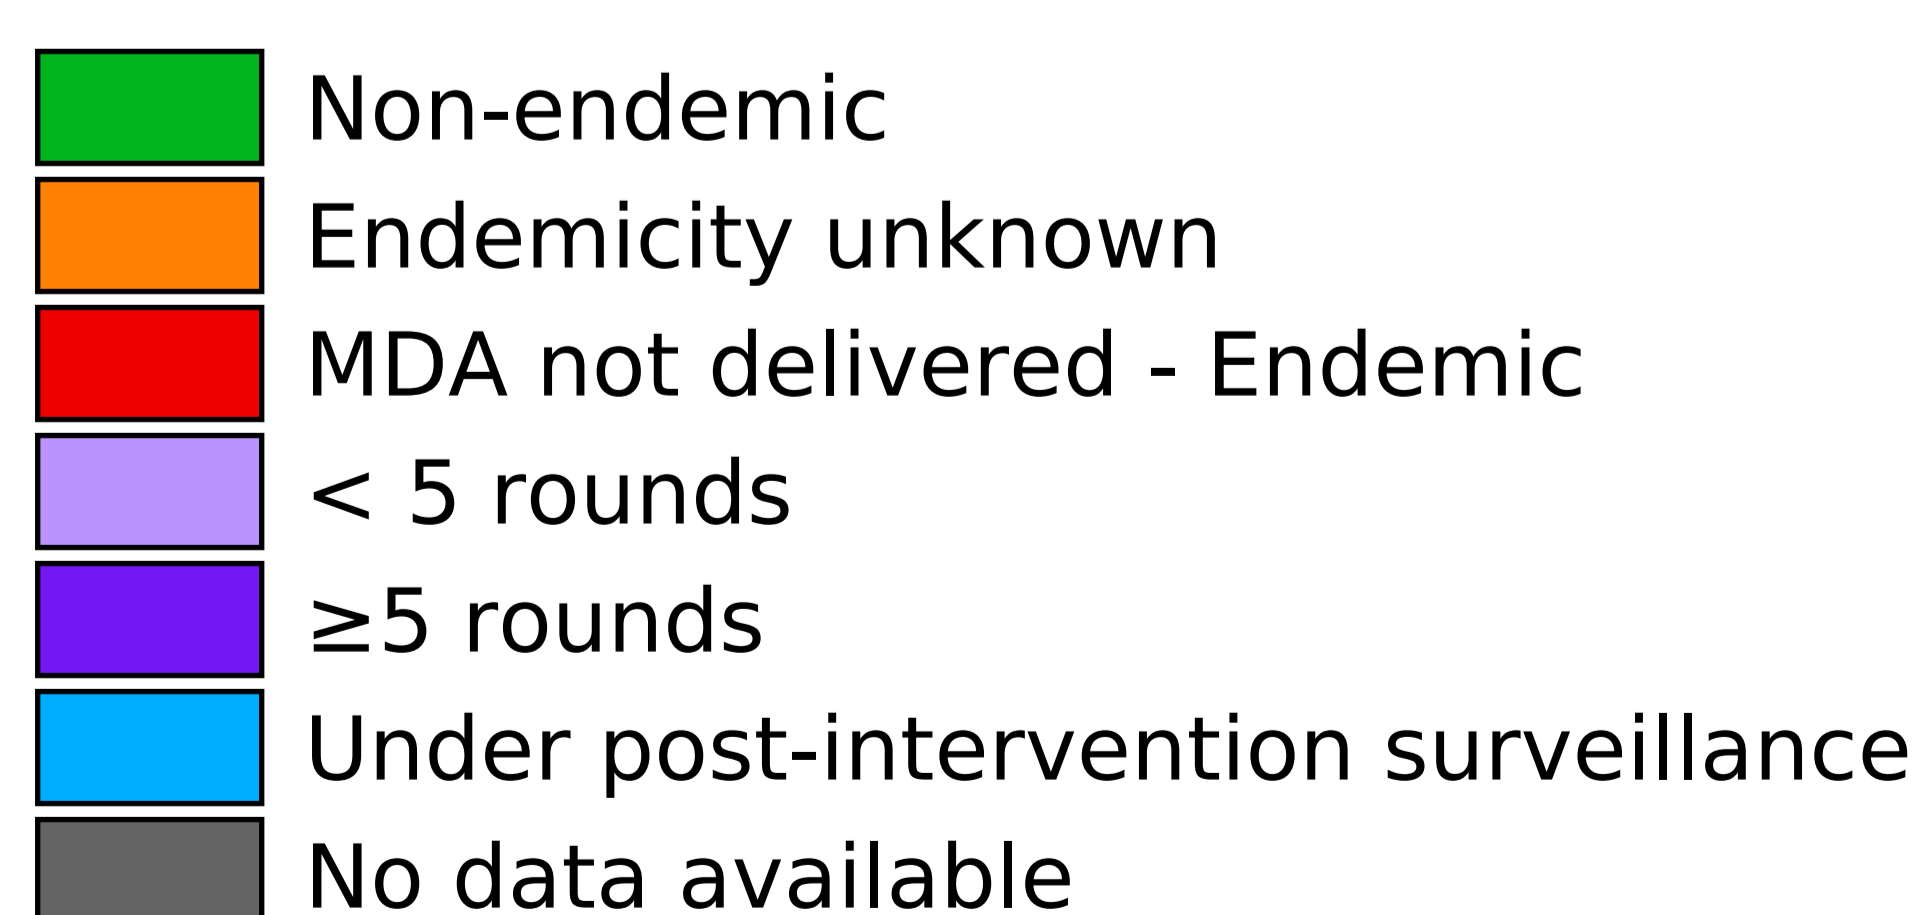 Non-endemic
Endemicity unknown
MDA not delivered - Endemic
< 5 rounds
≥5 rounds
Under post-intervention surveillance
No data available